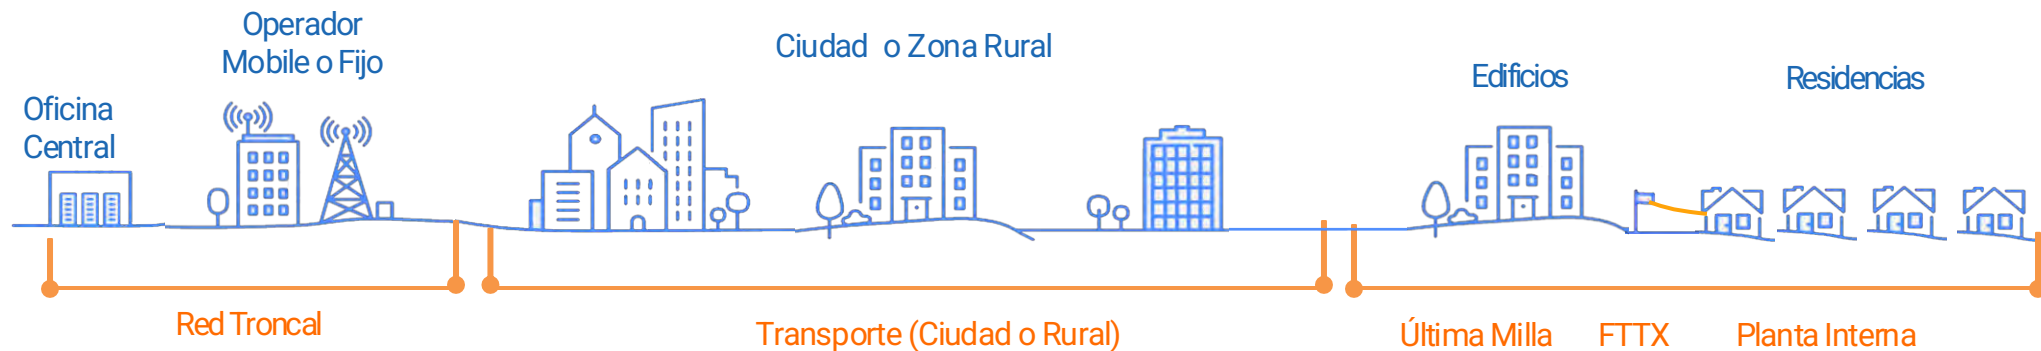 Operador
Mobile o Fijo
Ciudad o Zona Rural
Edificios
Residencias
Oficina
Central
Red Troncal
Transporte (Ciudad o Rural)
Última Milla
FTTX
Planta Interna